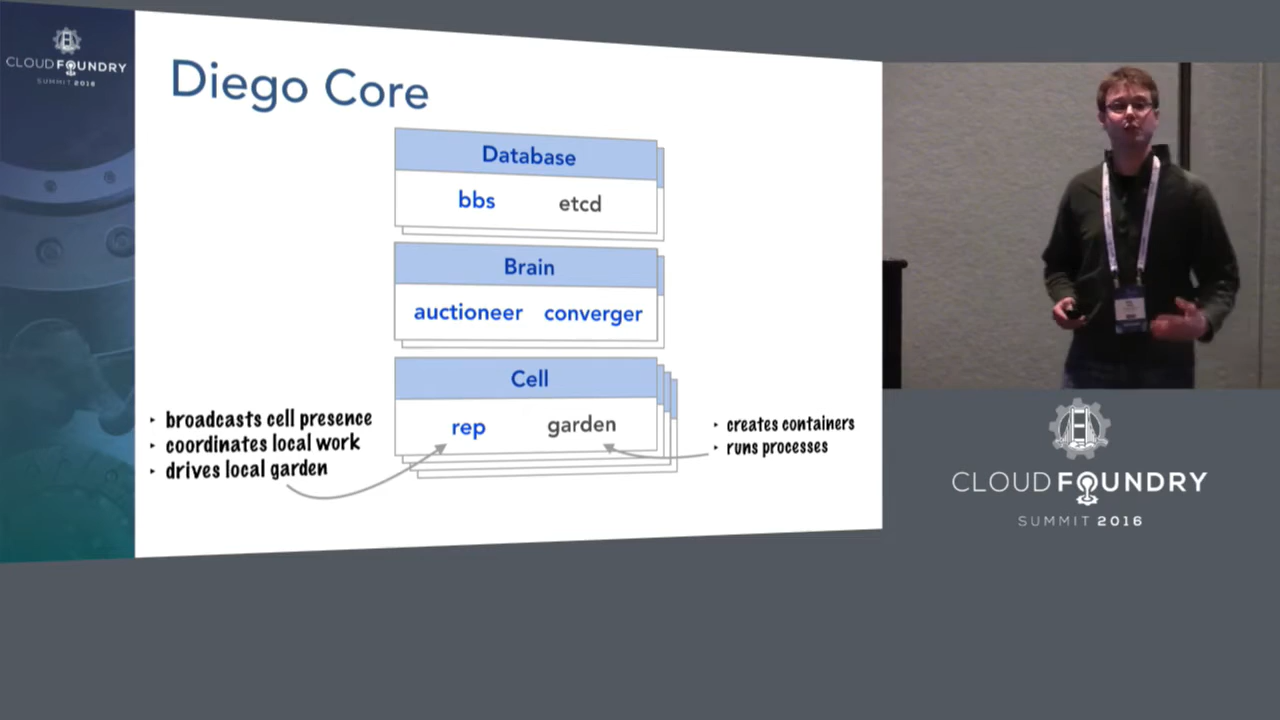 CLOUD FOUNDRY
SUMMIT 2016
Diego Core
Database
bbs etcd
Brain
auctioneer converger
Cell
rep garden
‣ broadcasts cell presence
‣ coordinates local work
‣ drives local garden
‣ creates containers
‣ runs processes
CLOUD FOUNDRY
SUMMIT 2016